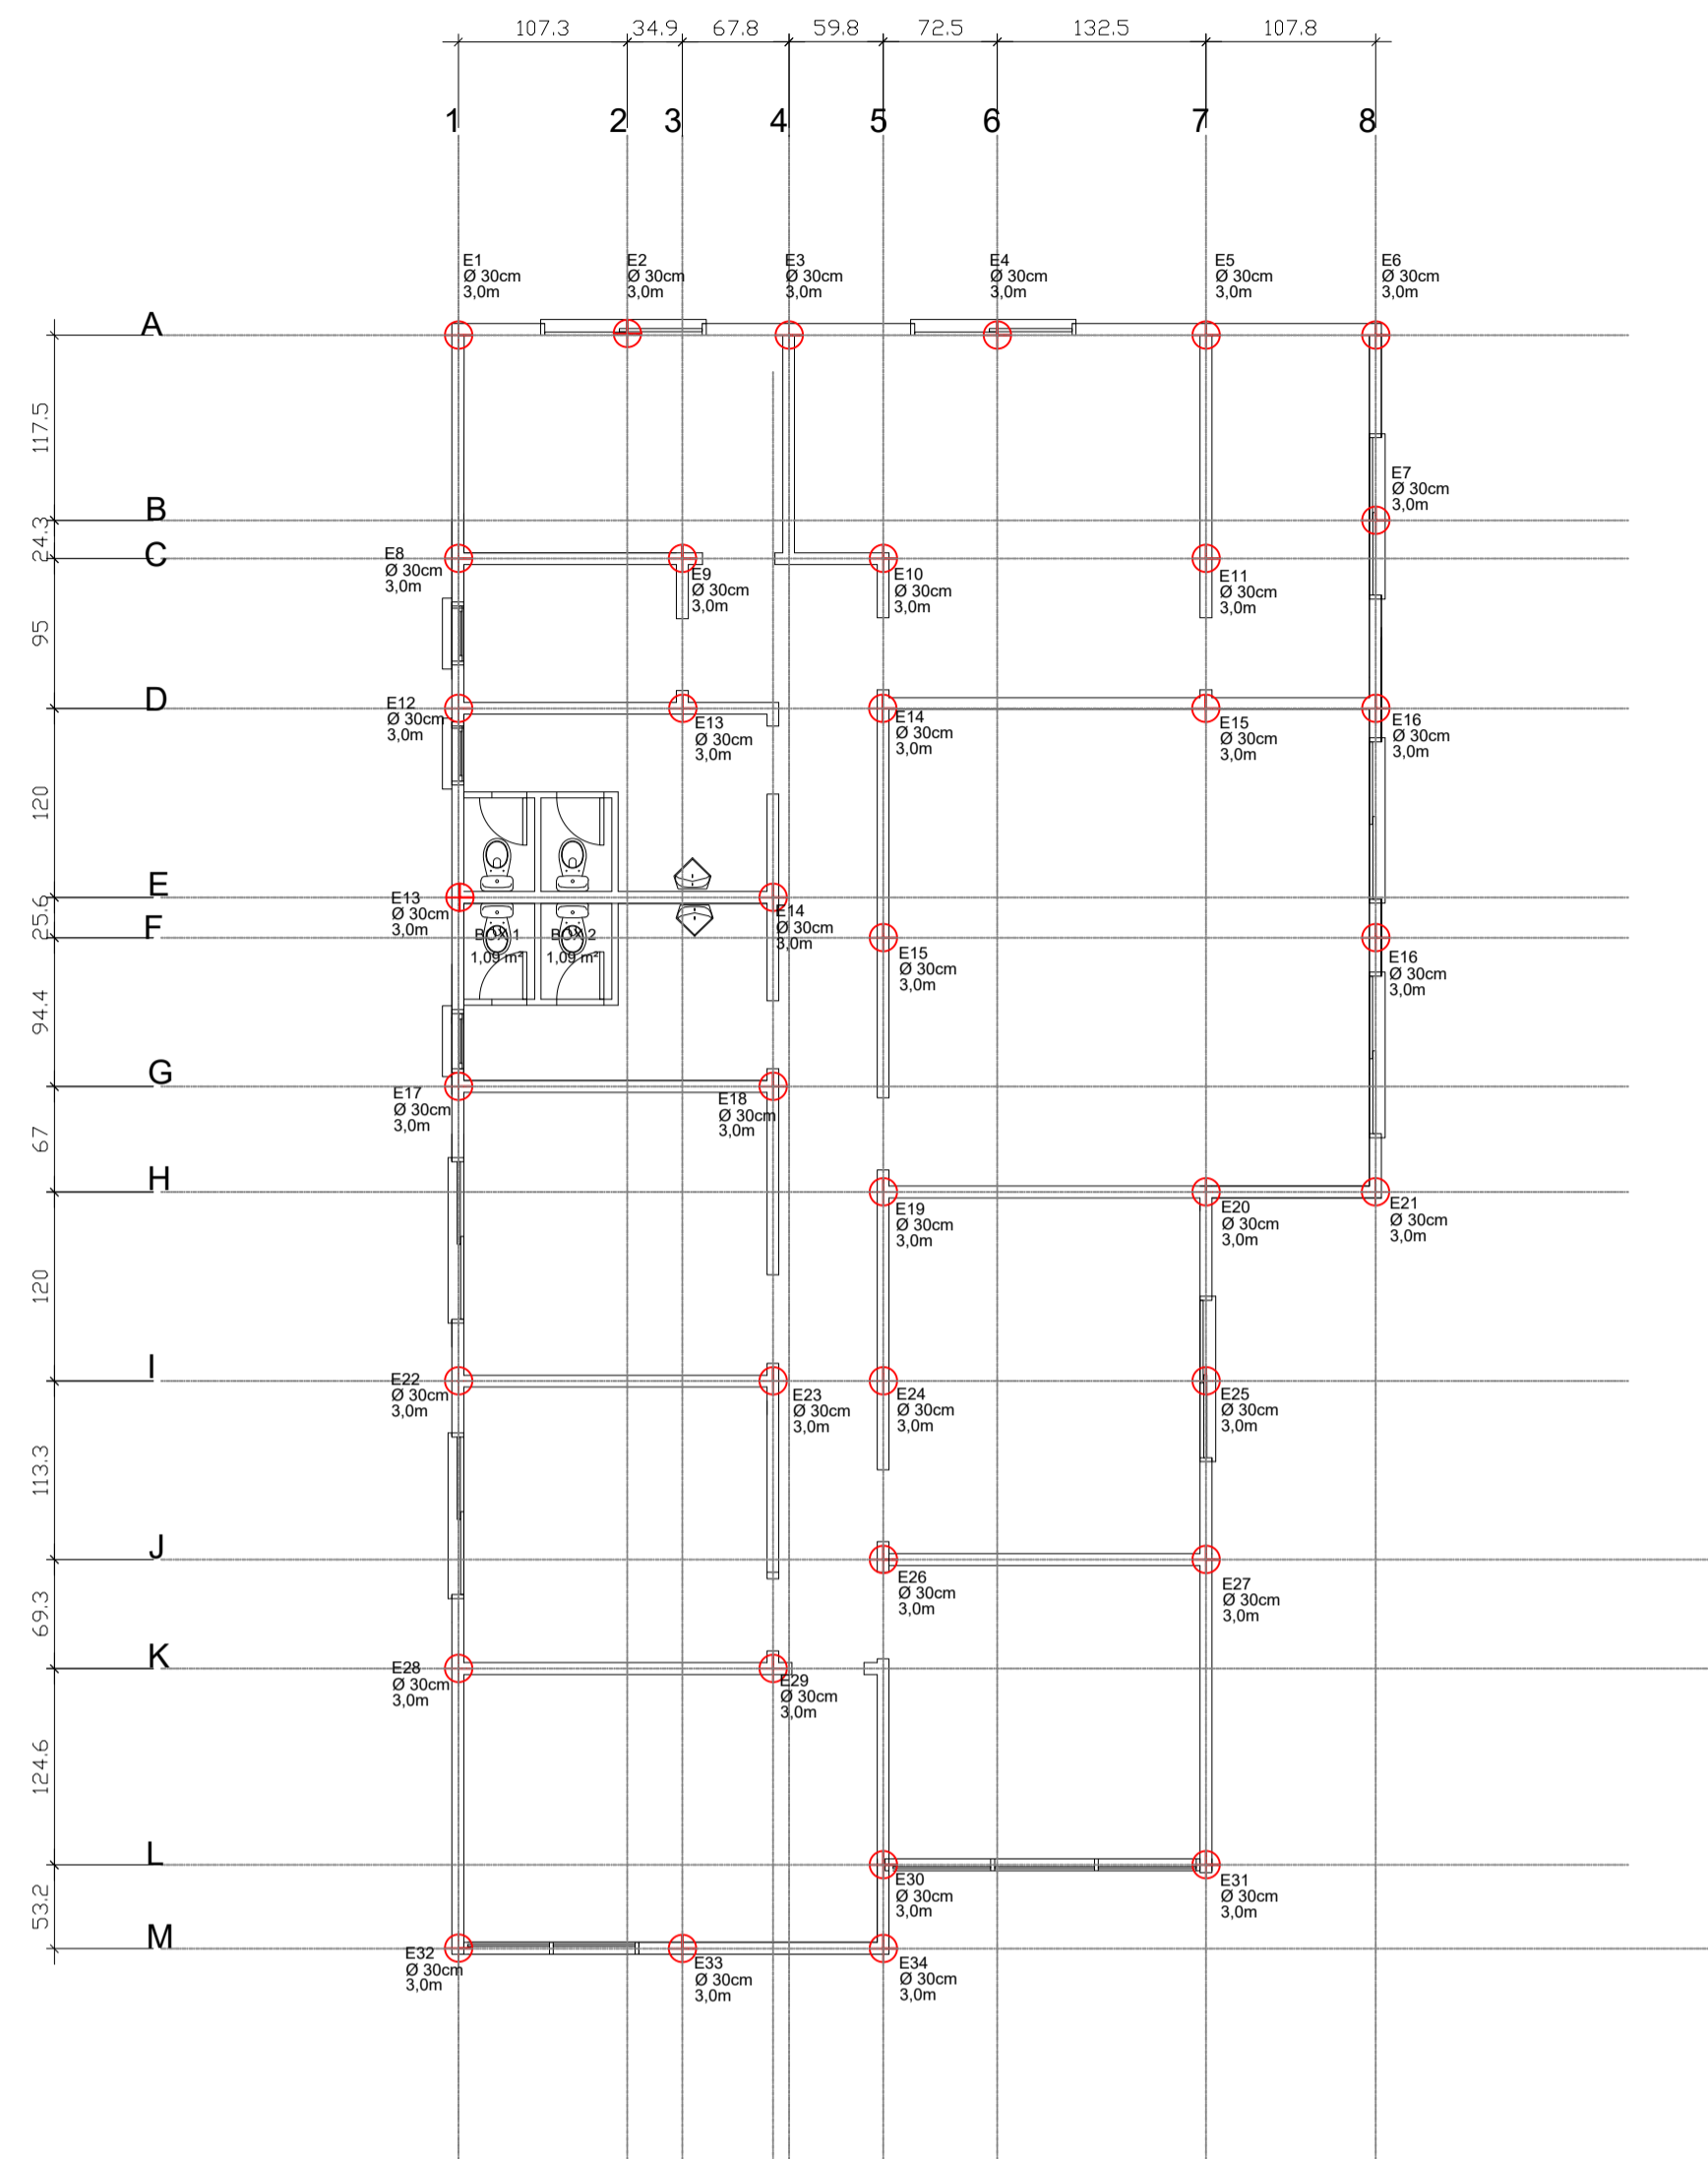 107.3 34.9 67.8 59.8 72.5 132.5 107.8
1 2 3 4 5 6 7 8
E1
Ø 30cm
3,0m
E2
Ø 30cm
3,0m
E3
Ø 30cm
3,0m
E4
Ø 30cm
3,0m
E5
Ø 30cm
3,0m
E6
Ø 30cm
3,0m
A
117.5
E7
Ø 30cm
3,0m
B
24.3
C
E8
Ø 30cm
3,0m
E9
Ø 30cm
3,0m
E10
Ø 30cm
3,0m
E11
Ø 30cm
3,0m
95
D
E12
Ø 30cm
3,0m
E13
Ø 30cm
3,0m
E14
Ø 30cm
3,0m
E15
Ø 30cm
3,0m
E16
Ø 30cm
3,0m
120
E
E13
Ø 30cm
3,0m
E14
Ø 30cm
3,0m
25.6
F
BOX 1
1,09 m²
BOX 2
1,09 m²
E15
Ø 30cm
3,0m
E16
Ø 30cm
3,0m
94.4
G
E17
Ø 30cm
3,0m
E18
Ø 30cm
3,0m
67
H
E19
Ø 30cm
3,0m
E20
Ø 30cm
3,0m
E21
Ø 30cm
3,0m
120
I
E22
Ø 30cm
3,0m
E23
Ø 30cm
3,0m
E24
Ø 30cm
3,0m
E25
Ø 30cm
3,0m
113.3
J
E26
Ø 30cm
3,0m
E27
Ø 30cm
3,0m
69.3
K
E28
Ø 30cm
3,0m
E29
Ø 30cm
3,0m
124.6
L
E30
Ø 30cm
3,0m
E31
Ø 30cm
3,0m
53.2
M
E32
Ø 30cm
3,0m
E33
Ø 30cm
3,0m
E34
Ø 30cm
3,0m